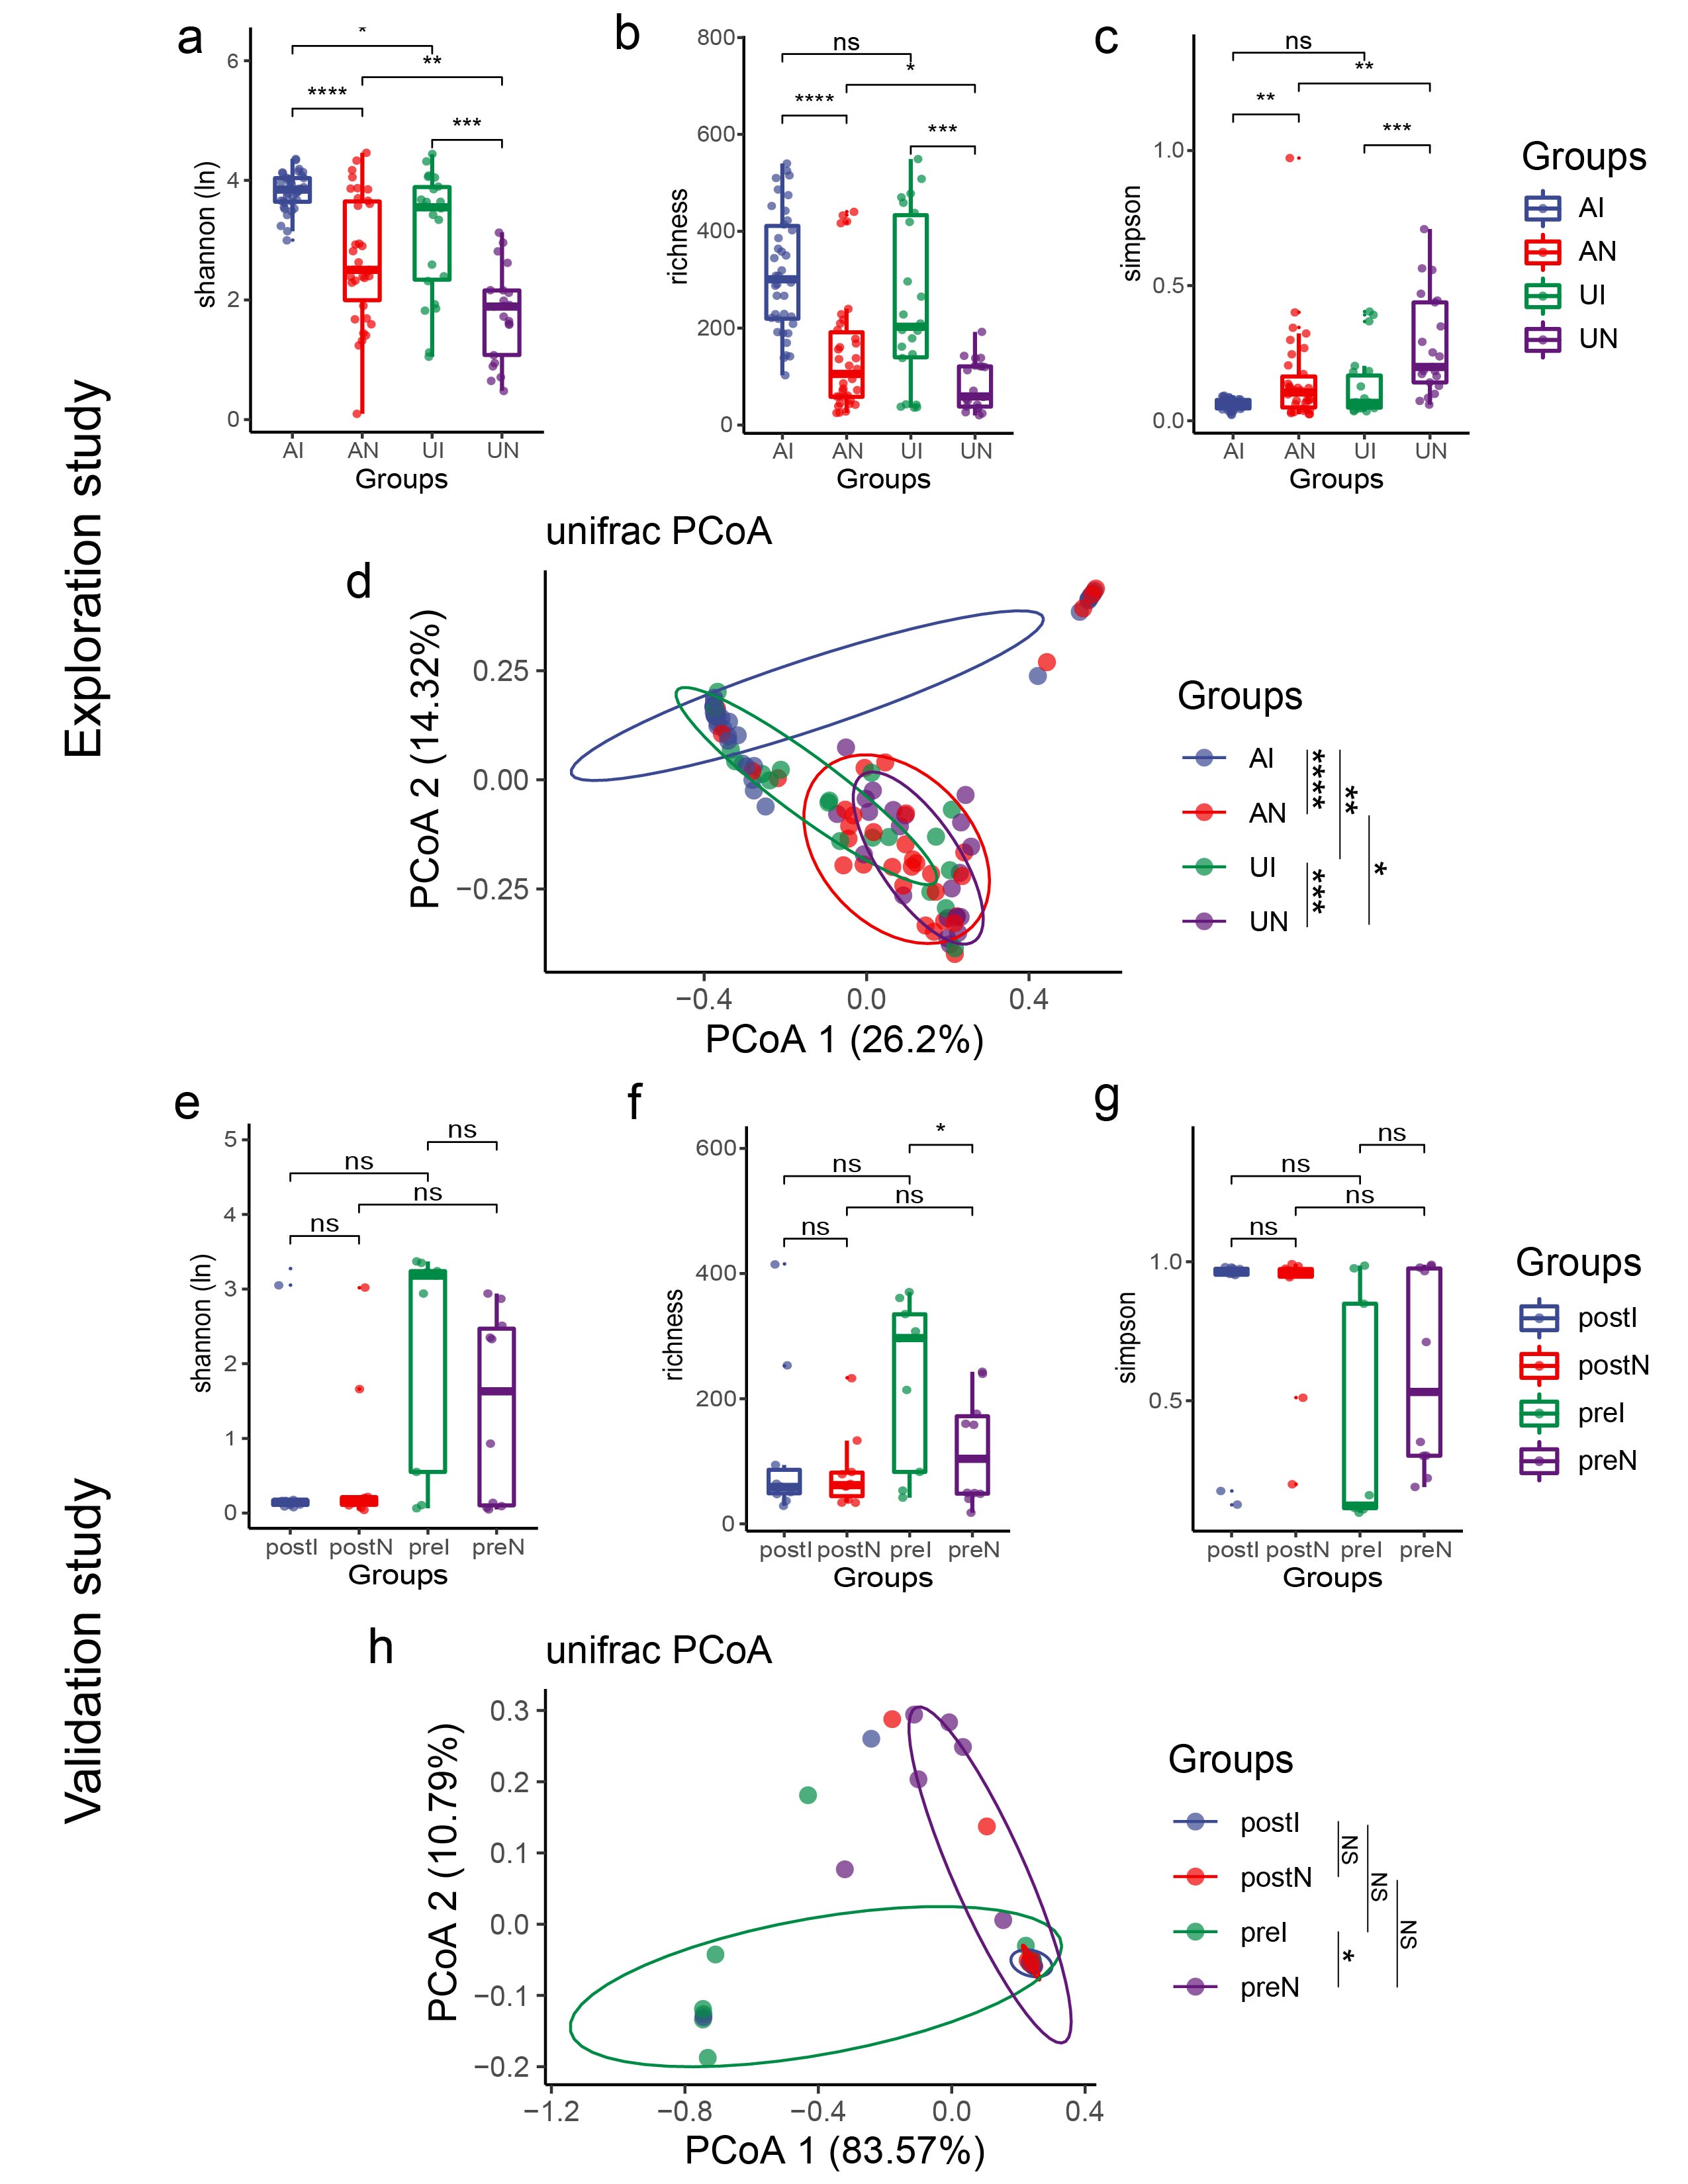 Exploration study
a
shannon (ln)
6
4
2
0
*
**
****
***
AI AN UI UN
Groups
b
richness
800
600
400
200
0
ns
*
****
***
AI AN UI UN
Groups
c
simpson
1.0
0.5
0.0
ns
**
**
***
AI AN UI UN
Groups
Groups
AI
AN
UI
UN
unifrac PCoA
d
PCoA 2 (14.32%)
0.25
0.00
−0.25
−0.4 0.0 0.4
PCoA 1 (26.2%)
Groups
AI
AN
UI
UN
****
**
*
***
Validation study
e
shannon (ln)
5
4
3
2
1
0
ns
ns
ns
ns
postI postN preI preN
Groups
f
richness
600
400
200
0
*
ns
ns
ns
postI postN preI preN
Groups
g
simpson
1.0
0.5
ns
ns
ns
ns
postI postN preI preN
Groups
Groups
postI
postN
preI
preN
h
unifrac PCoA
PCoA 2 (10.79%)
0.3
0.2
0.1
0.0
−0.1
−0.2
−1.2 −0.8 −0.4 0.0 0.4
PCoA 1 (83.57%)
Groups
postI
postN
preI
preN
NS
NS
NS
*